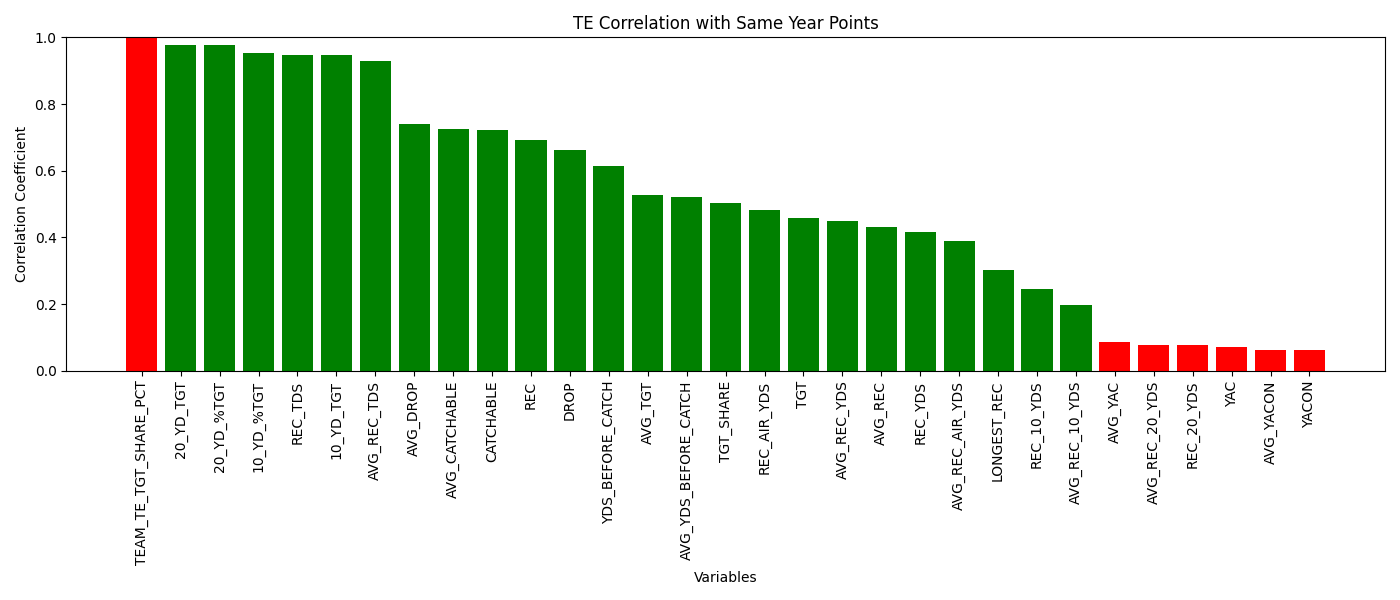 TE Correlation with Same Year Points
Correlation Coefficient
1.0
0.8
0.6
0.4
0.2
0.0
TEAM_TE_TGT_SHARE_PCT
20_YD_TGT
20_YD_%TGT
10_YD_%TGT
REC_TDS
10_YD_TGT
AVG_REC_TDS
AVG_DROP
AVG_CATCHABLE
CATCHABLE
REC
DROP
YDS_BEFORE_CATCH
AVG_TGT
AVG_YDS_BEFORE_CATCH
TGT_SHARE
REC_AIR_YDS
TGT
AVG_REC_YDS
AVG_REC
REC_YDS
AVG_REC_AIR_YDS
LONGEST_REC
REC_10_YDS
AVG_REC_10_YDS
AVG_YAC
AVG_REC_20_YDS
REC_20_YDS
YAC
AVG_YACON
YACON
Variables